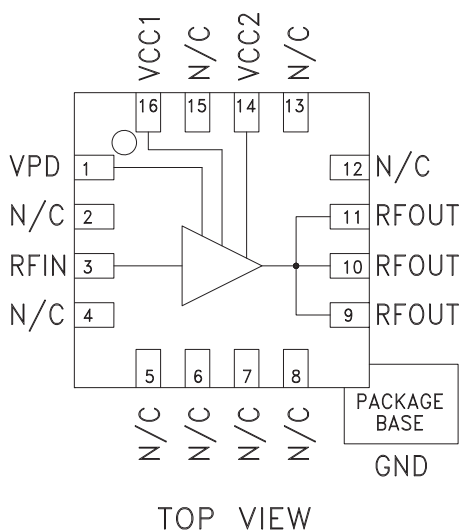 VCC1
N/C
VCC2
N/C
16
15
14
13
VPD
1
12
N/C
N/C
2
11
RFOUT
RFIN
3
10
RFOUT
N/C
4
9
RFOUT
5
6
7
8
N/C
N/C
N/C
N/C
PACKAGE
BASE
GND
TOP VIEW